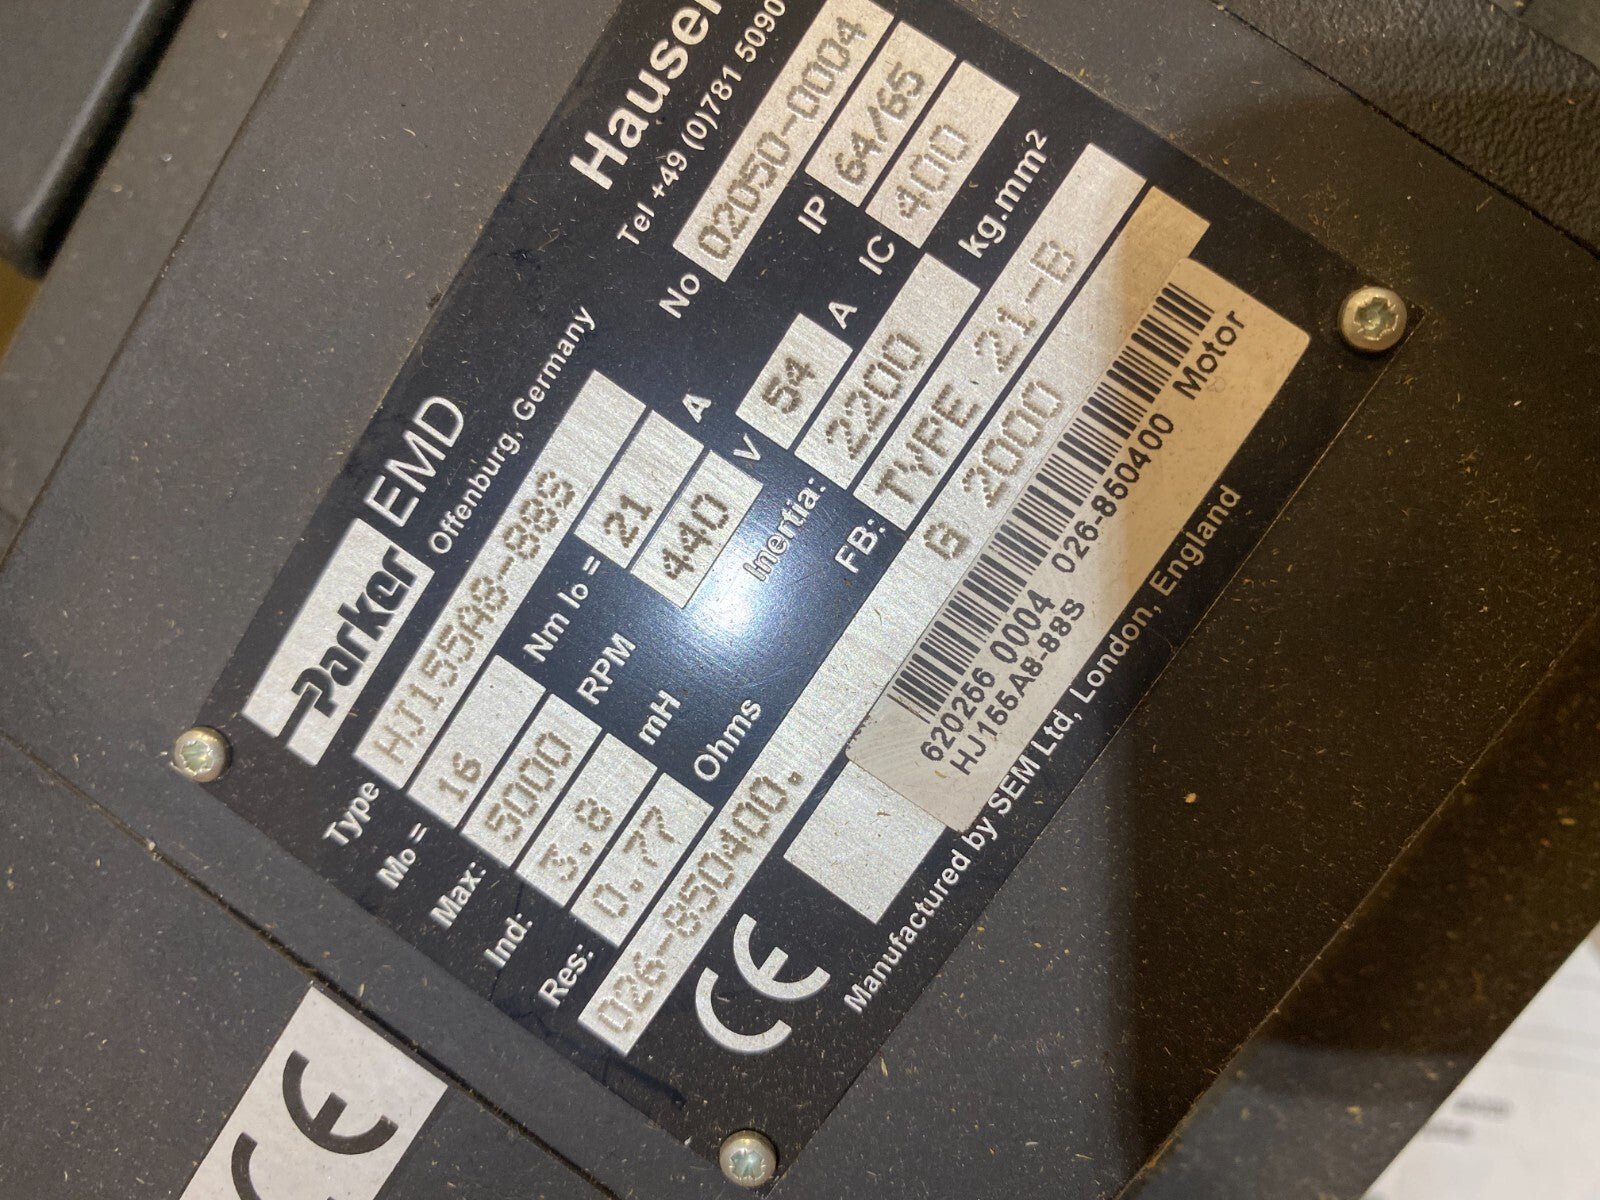 Parker Hauser
EMD Tel +49 (0)781 5090
Offenburg, Germany
Type HJ155A8-88S No 02050-0004
Mo = 16 Nm Io = 21 A IP 64/65
Max: 5000 RPM 440 V 54 A IC 400
Ind: 3.8 mH Inertia: 2200 kg.mm²
Res: 0.77 Ohms FB: TYPE 21-B
026-850400. B 2000
CE
620256 0004 026-850400 Motor
HJ155A8-88S
Manufactured by SEM Ltd, London, England
CE